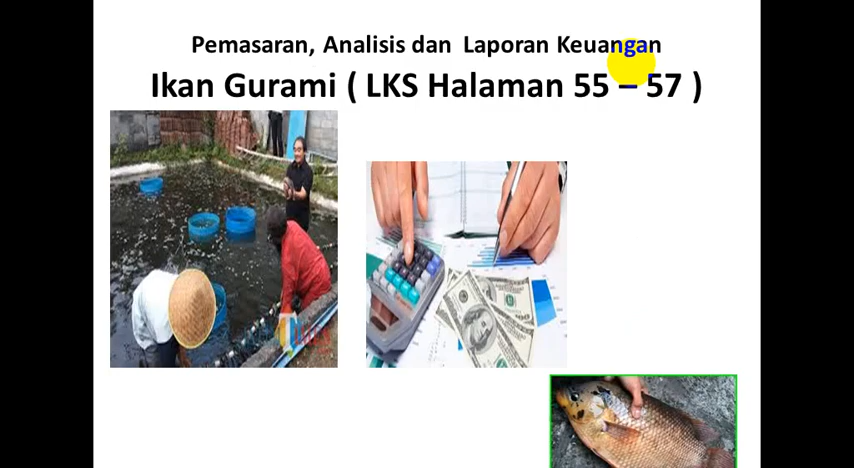 Pemasaran, Analisis dan Laporan Keuangan
Ikan Gurami ( LKS Halaman 55 – 57 )